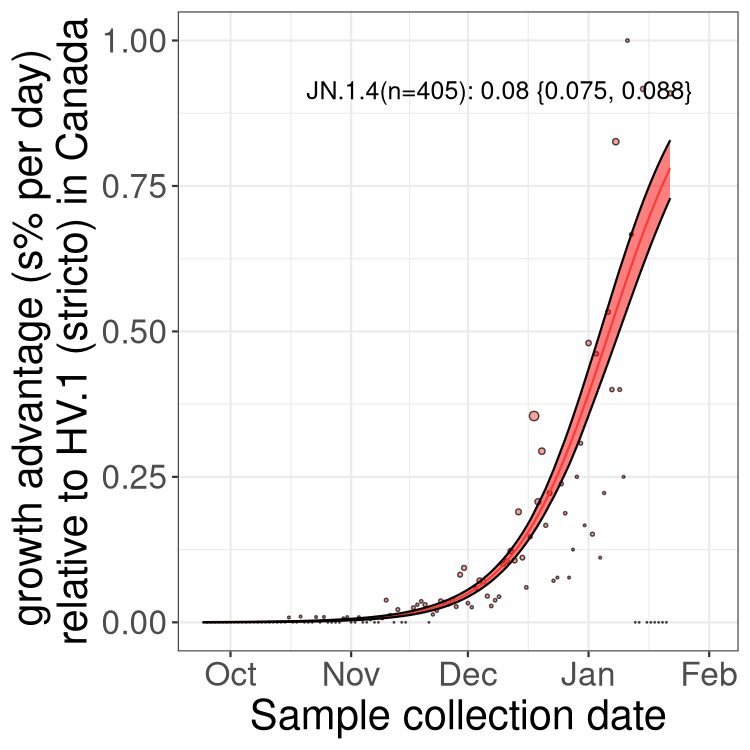 growth advantage (s% per day)
relative to HV.1 (stricto) in Canada
1.00
0.75
0.50
0.25
0.00
JN.1.4(n=405): 0.08 {0.075, 0.088}
Oct Nov Dec Jan Feb
Sample collection date